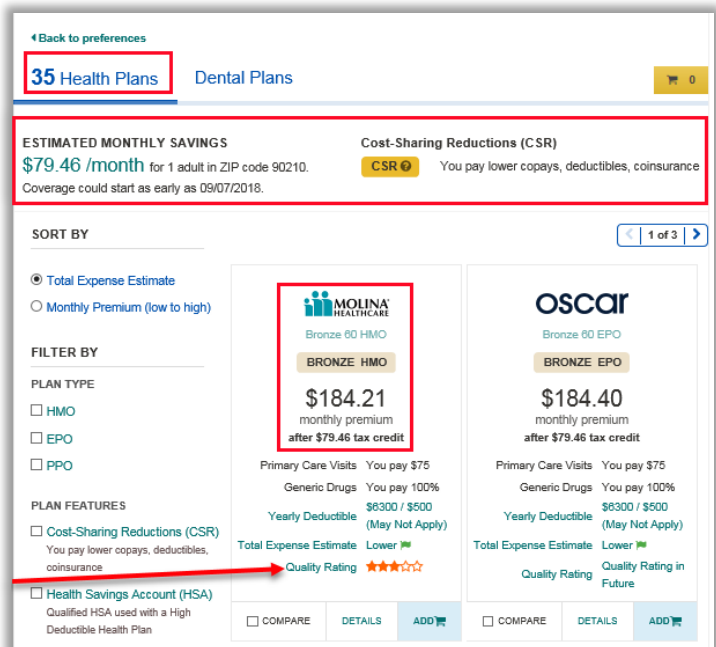 Back to preferences
35 Health Plans
Dental Plans
0
ESTIMATED MONTHLY SAVINGS
$79.46 /month for 1 adult in ZIP code 90210.
Coverage could start as early as 09/07/2018.
Cost-Sharing Reductions (CSR)
CSR ? You pay lower copays, deductibles, coinsurance
SORT BY
1 of 3
Total Expense Estimate
Monthly Premium (low to high)
FILTER BY
PLAN TYPE
HMO
EPO
PPO
PLAN FEATURES
Cost-Sharing Reductions (CSR)
You pay lower copays, deductibles,
coinsurance
Health Savings Account (HSA)
Qualified HSA used with a High
Deductible Health Plan
MOLINA
HEALTHCARE
Bronze 60 HMO
BRONZE HMO
$184.21
monthly premium
after $79.46 tax credit
Primary Care Visits You pay $75
Generic Drugs You pay 100%
Yearly Deductible $6300 / $500
(May Not Apply)
Total Expense Estimate Lower
Quality Rating
COMPARE DETAILS ADD
oscar
Bronze 60 EPO
BRONZE EPO
$184.40
monthly premium
after $79.46 tax credit
Primary Care Visits You pay $75
Generic Drugs You pay 100%
Yearly Deductible $6300 / $500
(May Not Apply)
Total Expense Estimate Lower
Quality Rating Quality Rating in
Future
COMPARE DETAILS ADD